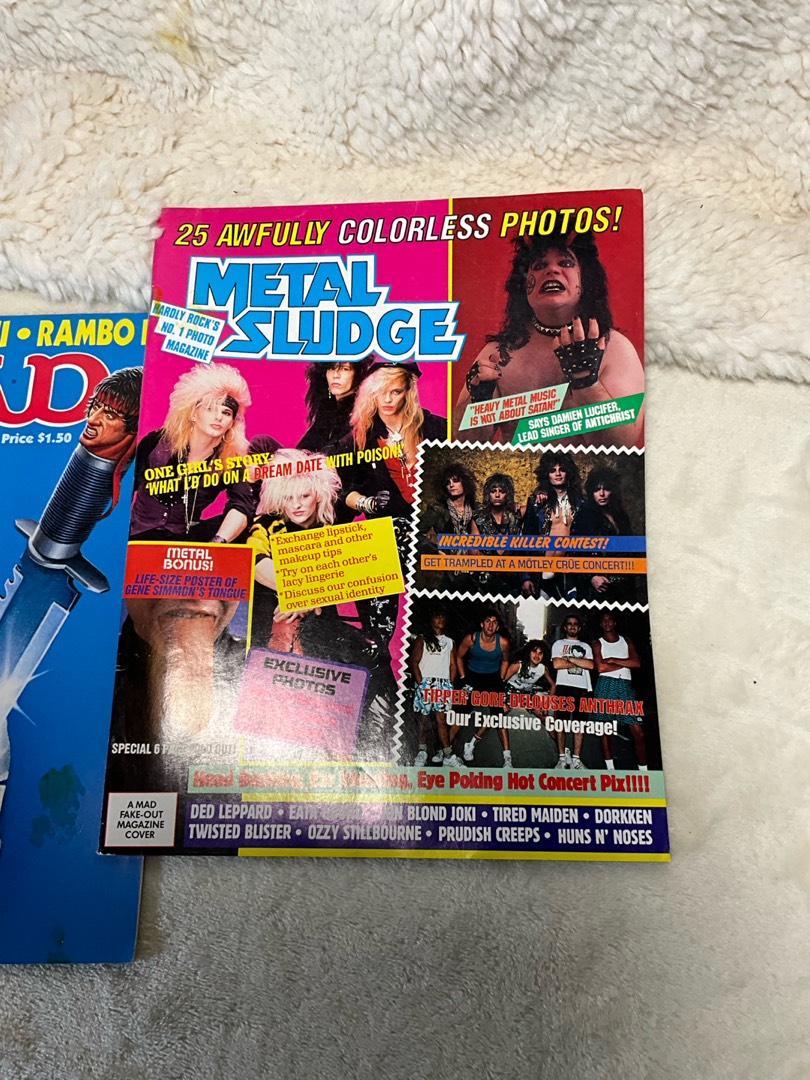 25 AWFULLY COLORLESS PHOTOS!
METAL
SLUDGE
HARDLY ROCK'S
NO. 1 PHOTO
MAGAZINE
"HEAVY METAL MUSIC
IS NOT ABOUT SATAN!"
SAYS DAMIEN LUCIFER,
LEAD SINGER OF ANTICHRIST
ONE GIRL'S STORY:
'WHAT I'D DO ON A DREAM DATE WITH POISON!'
*Exchange lipstick,
mascara and other
makeup tips
*Try on each other's
lacy lingerie
*Discuss our confusion
over sexual identity
INCREDIBLE KILLER CONTEST!
GET TRAMPLED AT A MÖTLEY CRÜE CONCERT!!!
METAL
BONUS!
LIFE-SIZE POSTER OF
GENE SIMMON'S TONGUE
SPECIAL 6 OUT!
EXCLUSIVE
PHOTOS
TIPPER GORE DELOUSES ANTHRAX
Our Exclusive Coverage!
Head Eye Poking Hot Concert Pix!!!!
A MAD
FAKE-OUT
MAGAZINE
COVER
DED LEPPARD • BLOND JOKI • TIRED MAIDEN • DORKKEN
TWISTED BLISTER • OZZY STIELBOURNE • PRUDISH CREEPS • HUNS N' NOSES
I • RAMBO
AD
Price $1.50